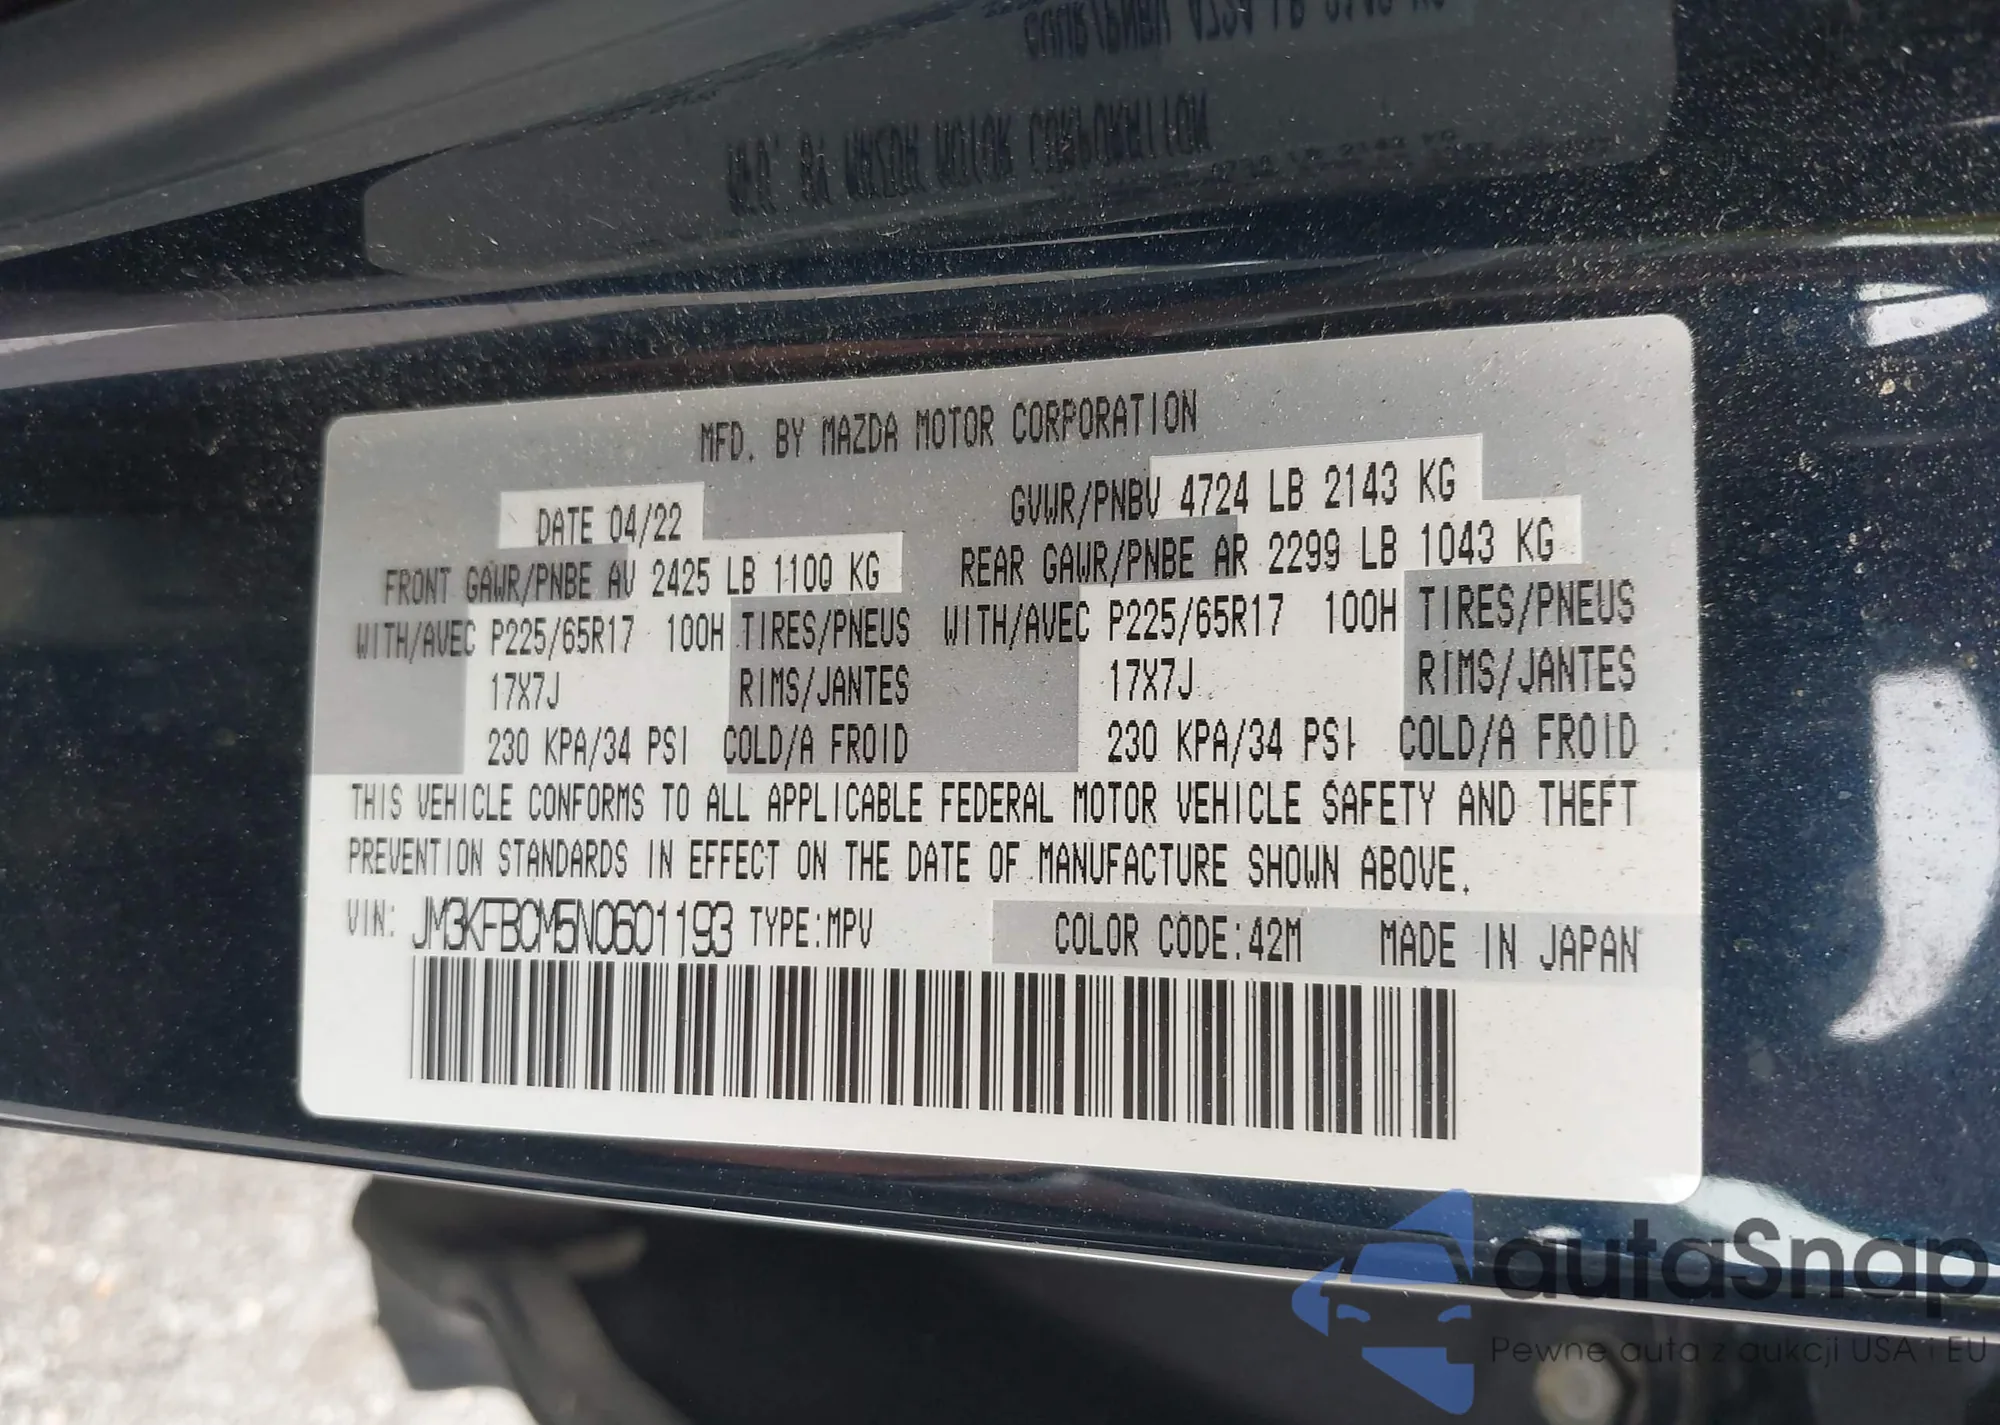 MFD. BY MAZDA MOTOR CORPORATION
DATE 04/22 GVWR/PNBV 4724 LB 2143 KG
FRONT GAWR/PNBE AV 2425 LB 1100 KG REAR GAWR/PNBE AR 2299 LB 1043 KG
WITH/AVEC P225/65R17 100H TIRES/PNEUS WITH/AVEC P225/65R17 100H TIRES/PNEUS
17X7J RIMS/JANTES 17X7J RIMS/JANTES
230 KPA/34 PSI COLD/A FROID 230 KPA/34 PSI COLD/A FROID
THIS VEHICLE CONFORMS TO ALL APPLICABLE FEDERAL MOTOR VEHICLE SAFETY AND THEFT
PREVENTION STANDARDS IN EFFECT ON THE DATE OF MANUFACTURE SHOWN ABOVE.
VIN: JM3KFBCM5N0601193 TYPE:MPV COLOR CODE:42M MADE IN JAPAN
autaSnap
Pewne auta z aukcji USA i EU